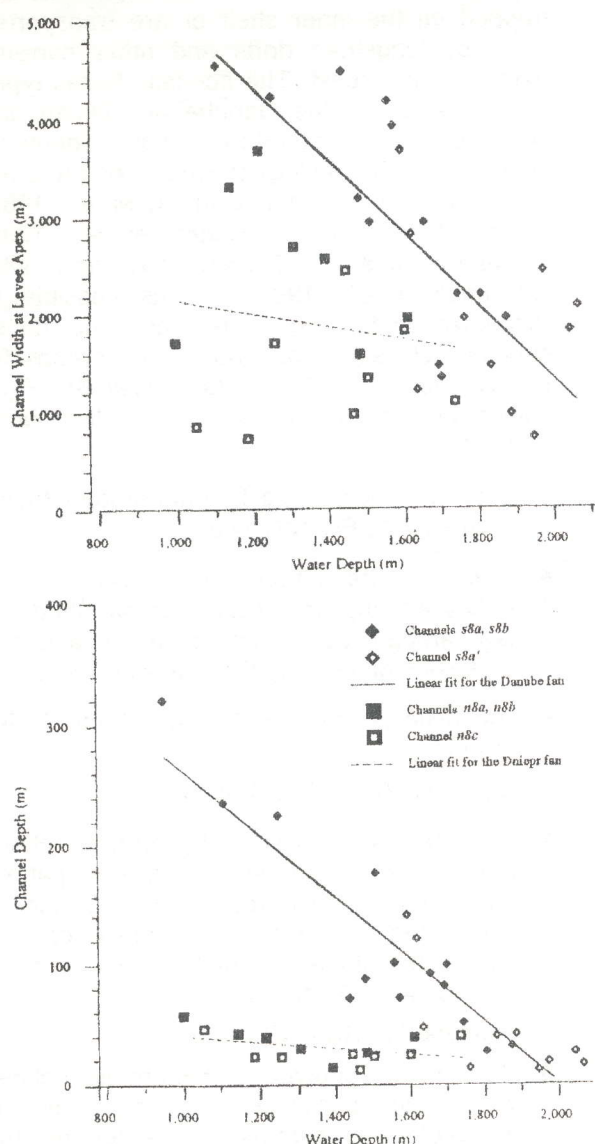 5,000
4,000
3,000
2,000
1,000
0
Channel Width at Levee Apex (m)
800 1,000 1,200 1,400 1,600 1,800 2,000
Water Depth (m)
400
300
200
100
0
Channel Depth (m)
Channels s8a, s8b
Channel s8a'
Linear fit for the Danube fan
Channels n8a, n8b
Channel n8c
Linear fit for the Dniepr fan
800 1,000 1,200 1,400 1,600 1,800 2,000
Water Depth (m)